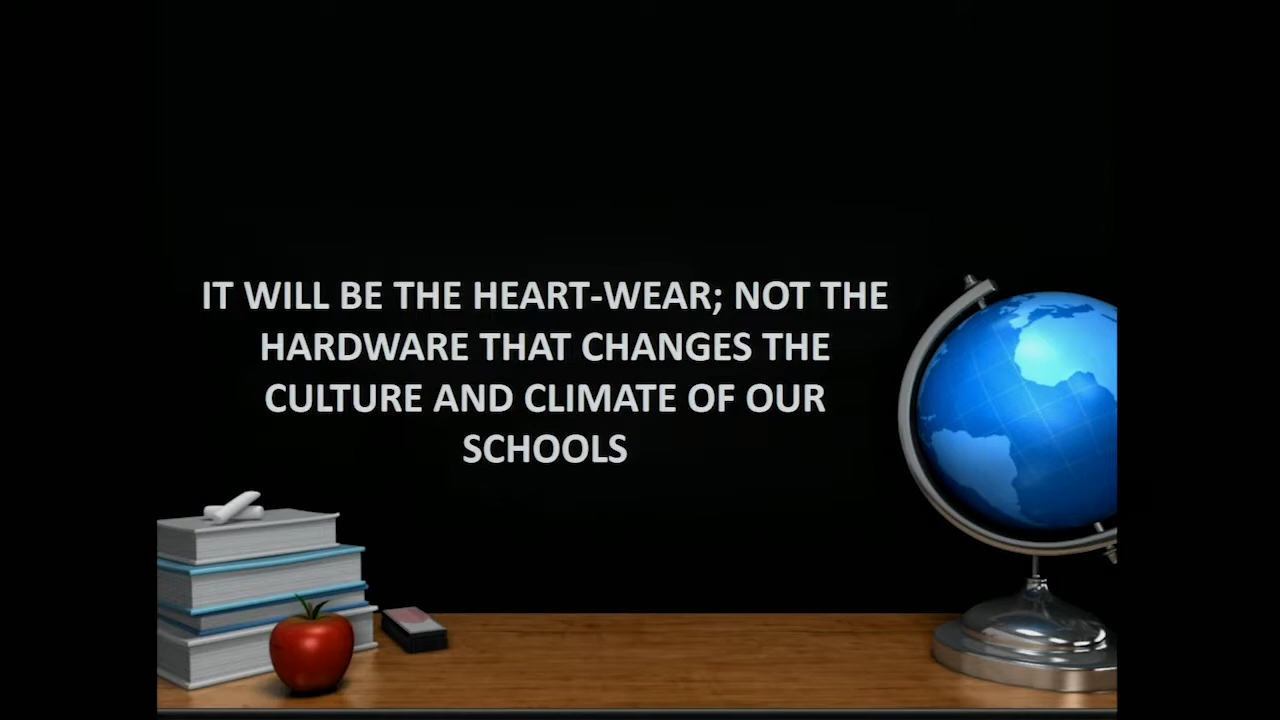 IT WILL BE THE HEART-WEAR; NOT THE
HARDWARE THAT CHANGES THE
CULTURE AND CLIMATE OF OUR
SCHOOLS